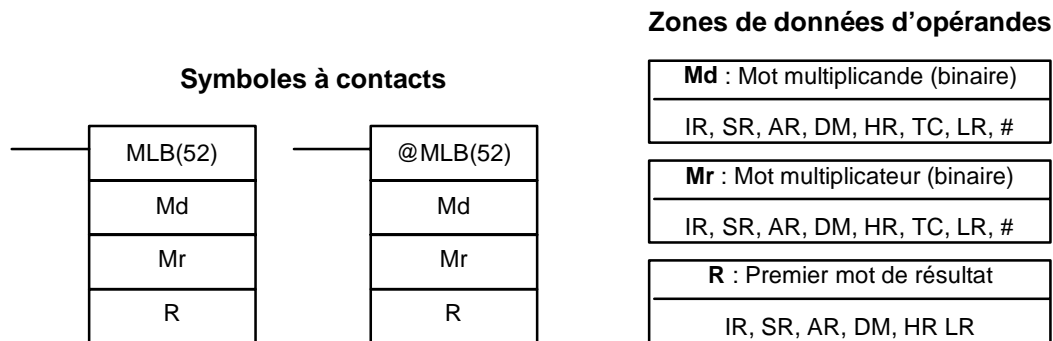 Zones de données d’opérandes
Symboles à contacts
MLB(52)
Md
Mr
R
@MLB(52)
Md
Mr
R
Md : Mot multiplicande (binaire)
IR, SR, AR, DM, HR, TC, LR, #
Mr : Mot multiplicateur (binaire)
IR, SR, AR, DM, HR, TC, LR, #
R : Premier mot de résultat
IR, SR, AR, DM, HR LR